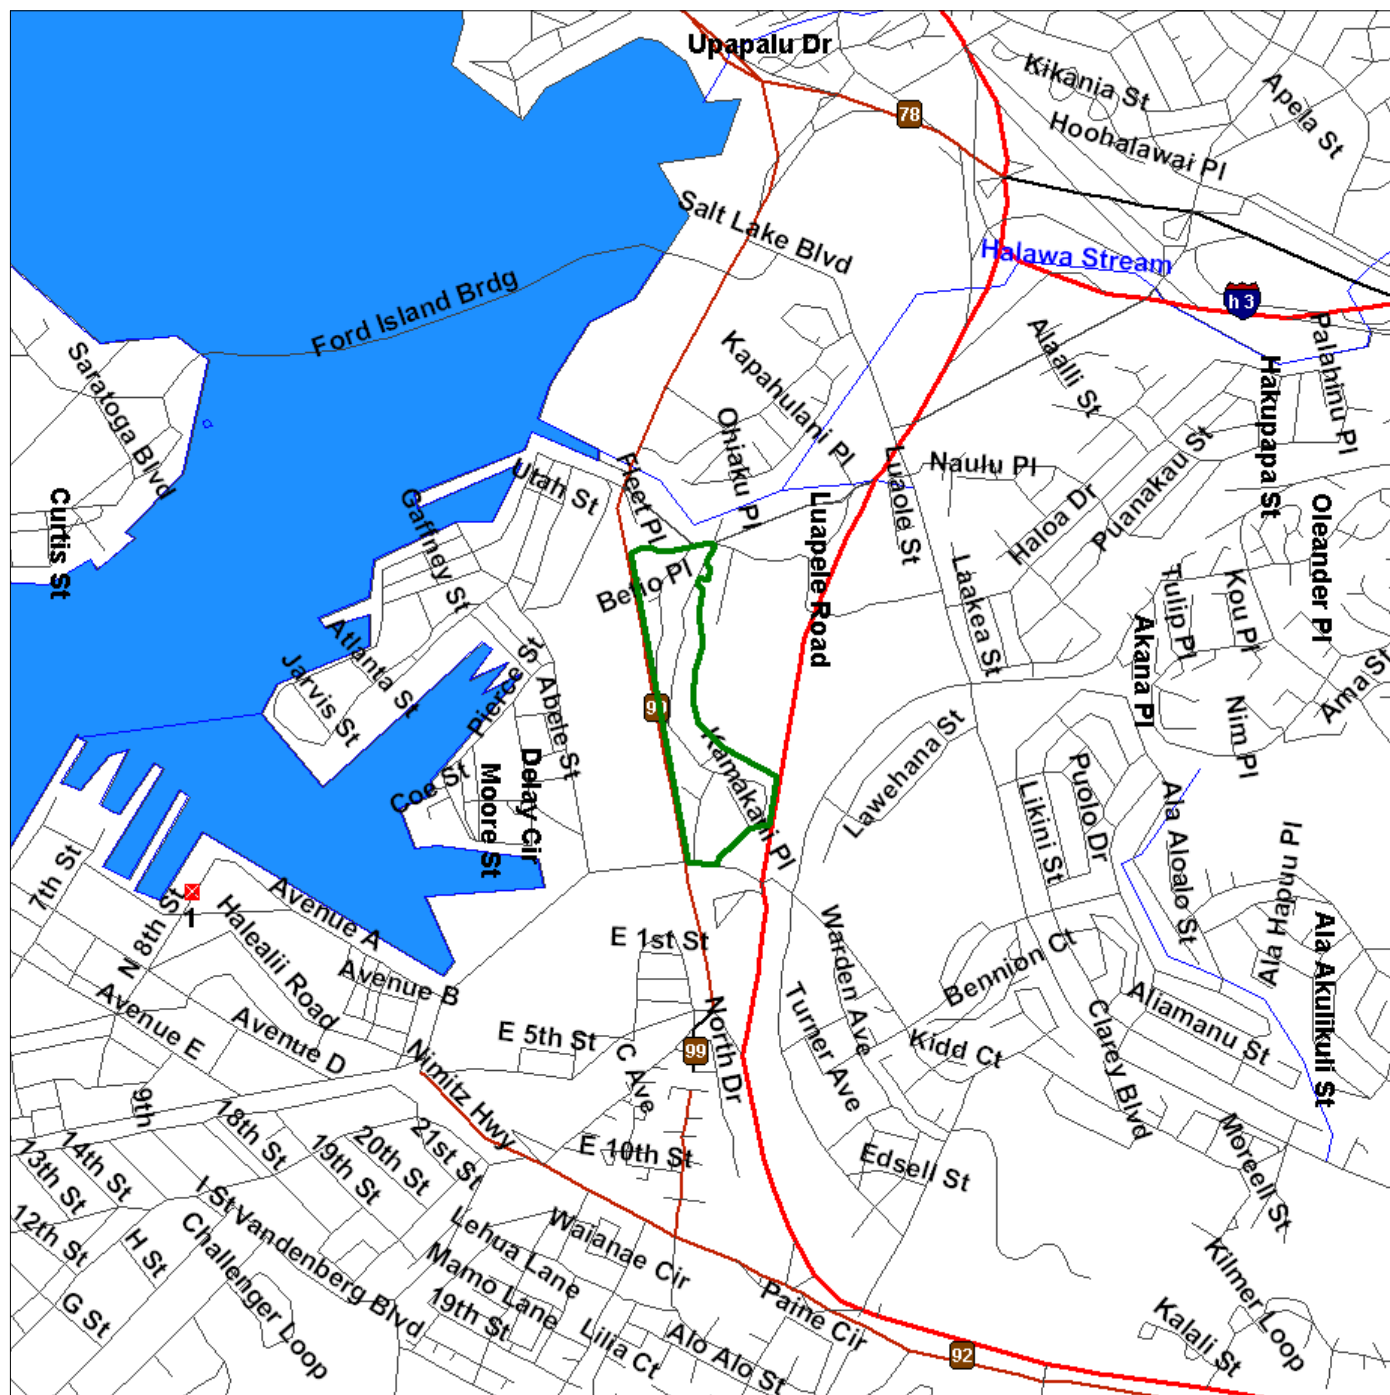 Upapalu Dr
Kikania St
Apela St
78
Hoohalawai Pl
Salt Lake Blvd
Halawa Stream
h 3
Ford Island Brdg
Saratoga Blvd
Kapahulani Pl
Alaalii St
Palahinu Pl
Hakupapa St
Ohiaku Pl
Fleet Pl
Utah St
Luaole St
Naulu Pl
Puanakau St
Haloa Dr
Oleander Pl
Curtis St
Gaffney St
Luapele Road
Betio Pl
Laakea St
Tulip Pl
Kou Pl
Akana Pl
Atlanta St
Jarvis St
Pierce St
Abele St
Ama St
Nim Pl
Kamakani Pl
Lawehana St
Puolo Dr
Likini St
Ala Aloalo St
Coe St
Moore St
Delay Cir
7th St
N 8th St
1
Avenue A
Halealii Road
Avenue B
E 1st St
Warden Ave
Bennion Ct
Ala Akulikuli St
Avenue E
Avenue D
E 5th St
North Dr
99
C Ave
Turner Ave
Kidd Ct
Clarey Blvd
Aliamanu St
Nimitz Hwy
9th
18th St
19th St
20th St
21st St
14th St
13th St
12th St
E 10th St
Edsell St
Moreell St
I St
Vandenberg Blvd
H St
G St
Challenger Loop
Lehua Lane
Waianae Cir
Mamo Lane
19th St
Lilia Ct
Alo Alo St
Paine Cir
92
Kilmer Loop
Kalali St